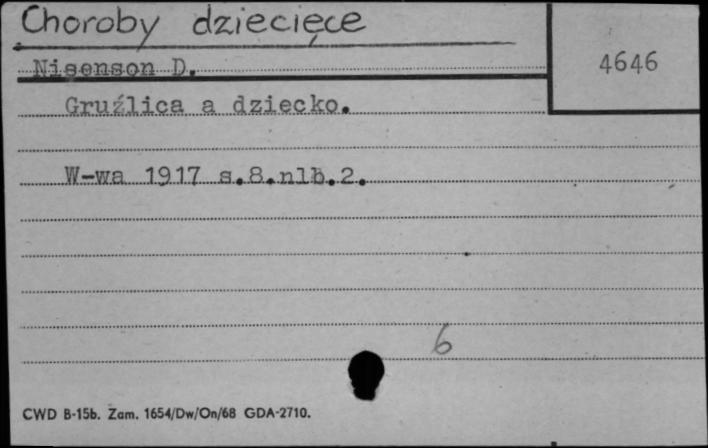 Choroby dziecięce
4646
Nisenson D.
Gruźlica a dziecko.
W-wa 1917 s.8.nlb.2.
6
CWD B-15b. Zam. 1654/Dw/On/68 GDA-2710.